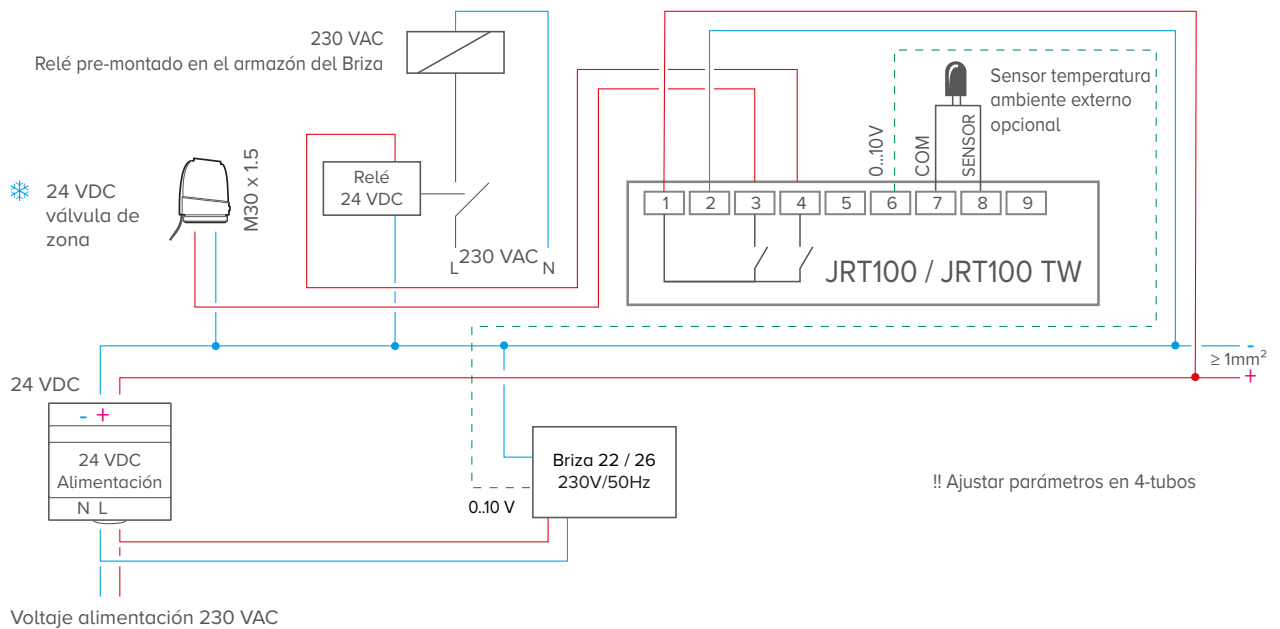 230 VAC
Relé pre-montado en el armazón del Briza
24 VDC
válvula de
zona
M30 x 1.5
Relé
24 VDC
L
230 VAC
N
0...10V
COM
SENSOR
Sensor temperatura
ambiente externo
opcional
1
2
3
4
5
6
7
8
9
JRT100 / JRT100 TW
-
≥ 1mm²
+
24 VDC
- +
24 VDC
Alimentación
N L
Briza 22 / 26
230V/50Hz
0..10 V
!! Ajustar parámetros en 4-tubos
Voltaje alimentación 230 VAC